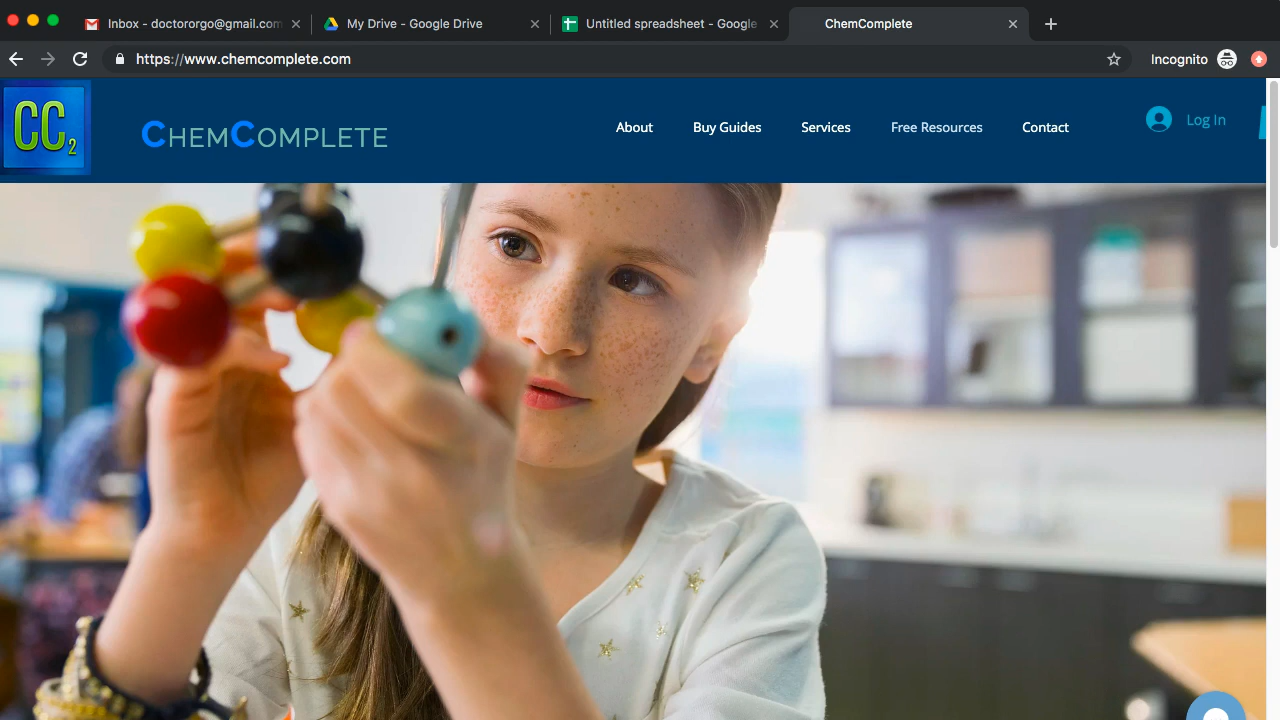 Inbox - doctororgo@gmail.com
My Drive - Google Drive
Untitled spreadsheet - Google
ChemComplete
https://www.chemcomplete.com
Incognito
CC2
CHEMCOMPLETE
About
Buy Guides
Services
Free Resources
Contact
Log In